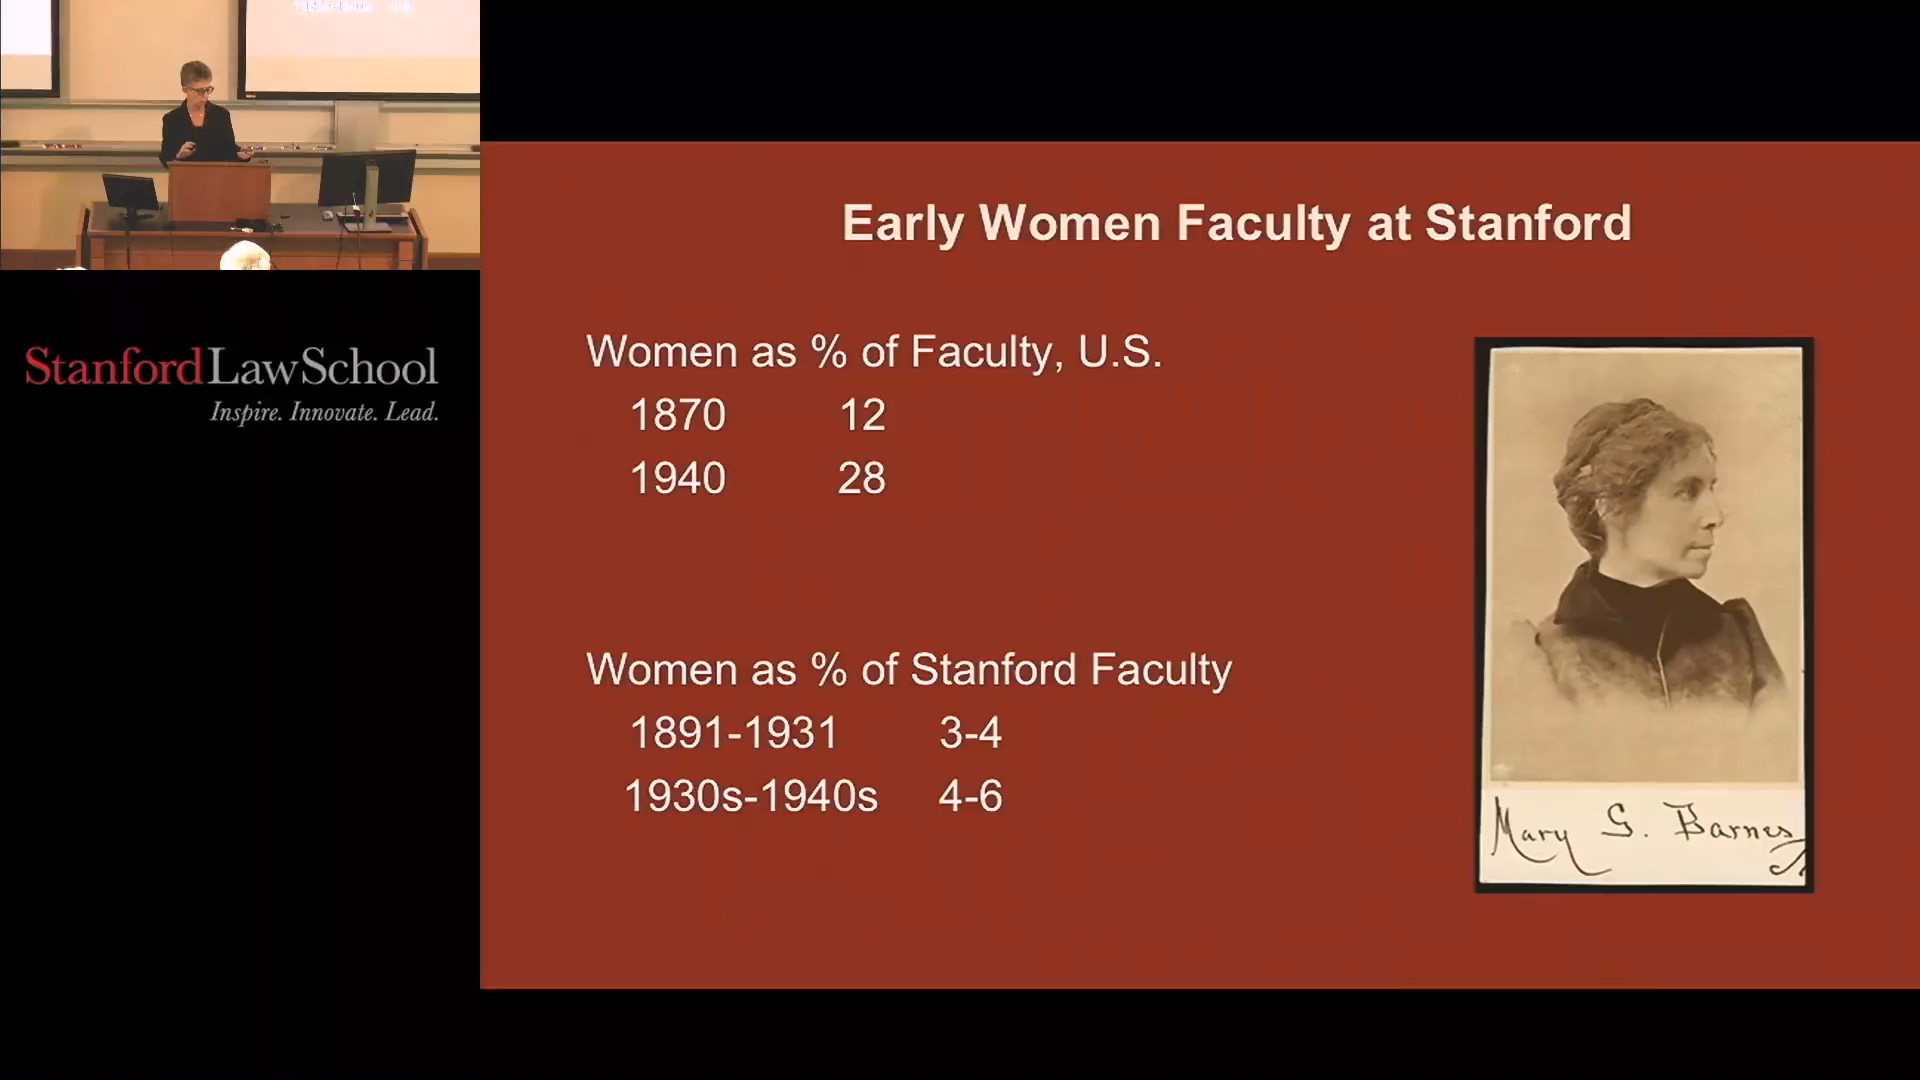 Stanford Law School
Inspire. Innovate. Lead.
Early Women Faculty at Stanford
Women as % of Faculty, U.S.
1870 12
1940 28
Women as % of Stanford Faculty
1891-1931 3-4
1930s-1940s 4-6
Mary S. Barnes